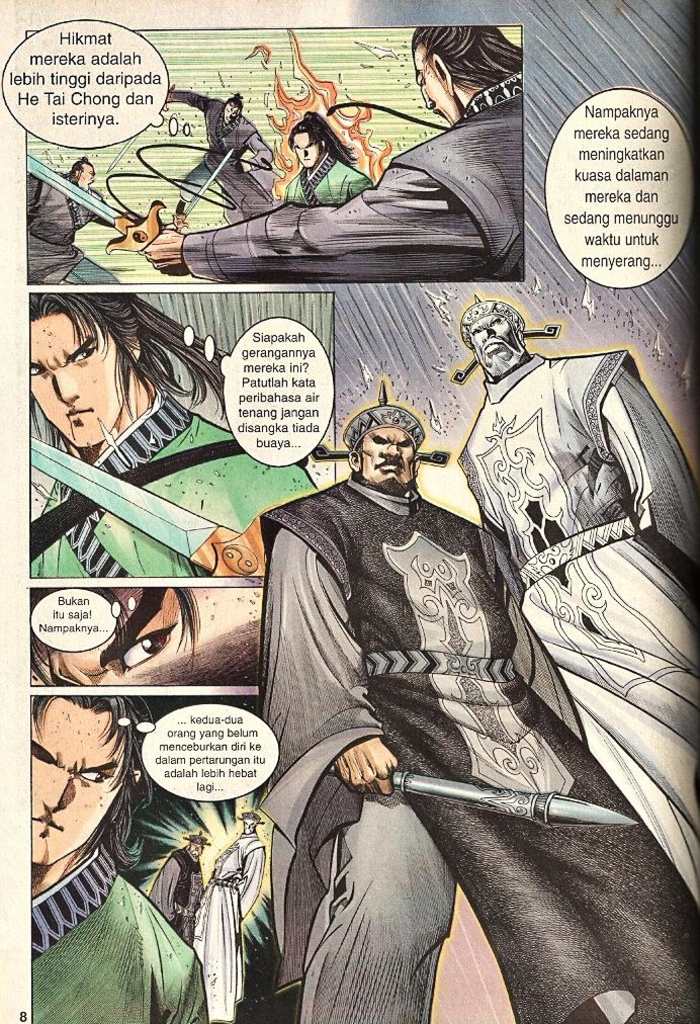 Hikmat
mereka adalah
lebih tinggi daripada
He Tai Chong dan
isterinya.
Nampaknya
mereka sedang
meningkatkan
kuasa dalaman
mereka dan
sedang menunggu
waktu untuk
menyerang...
Siapakah
gerangannya
mereka ini?
Patutlah kata
peribahasa air
tenang jangan
disangka tiada
buaya...
Bukan
itu saja!
Nampaknya...
... kedua-dua
orang yang belum
menceburkan diri ke
dalam pertarungan itu
adalah lebih hebat
lagi...
8